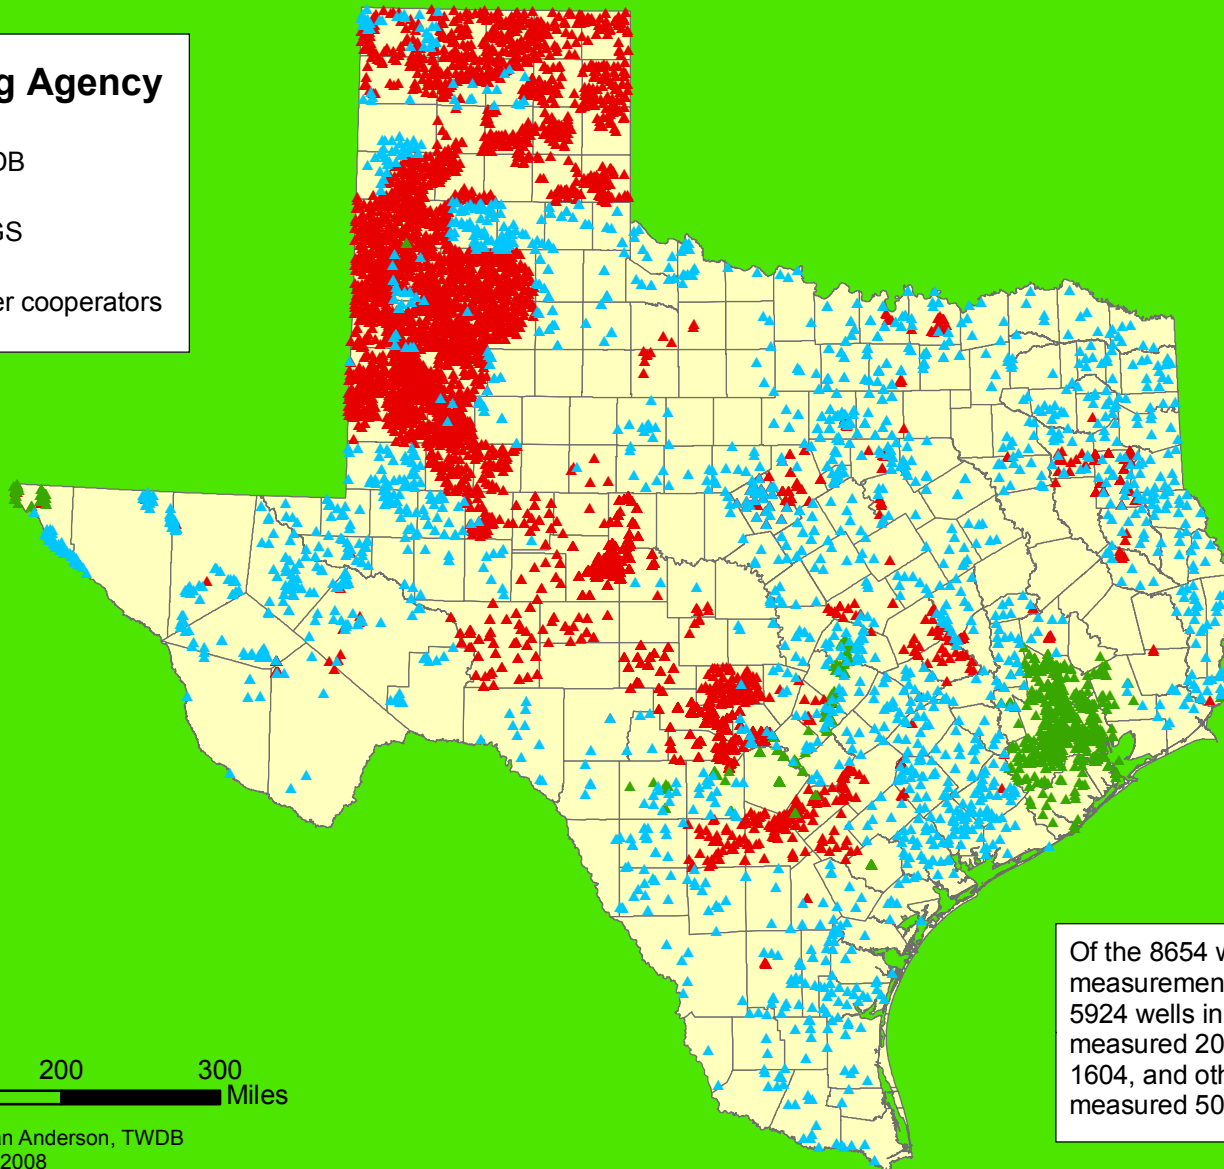 g Agency
DB
GS
er cooperators
Of the 8654 w
measuremen
5924 wells in
measured 20
1604, and oth
measured 50
200 300
Miles
an Anderson, TWDB
2008